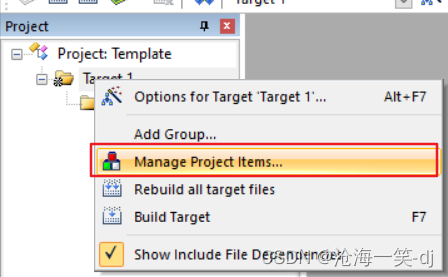 Target 1
Project
Project: Template
Target 1
Options for Target 'Target 1'... Alt+F7
Add Group...
Manage Project Items...
Rebuild all target files
Build Target F7
Show Include File Dependencies
CSDN @沧海一笑-dj